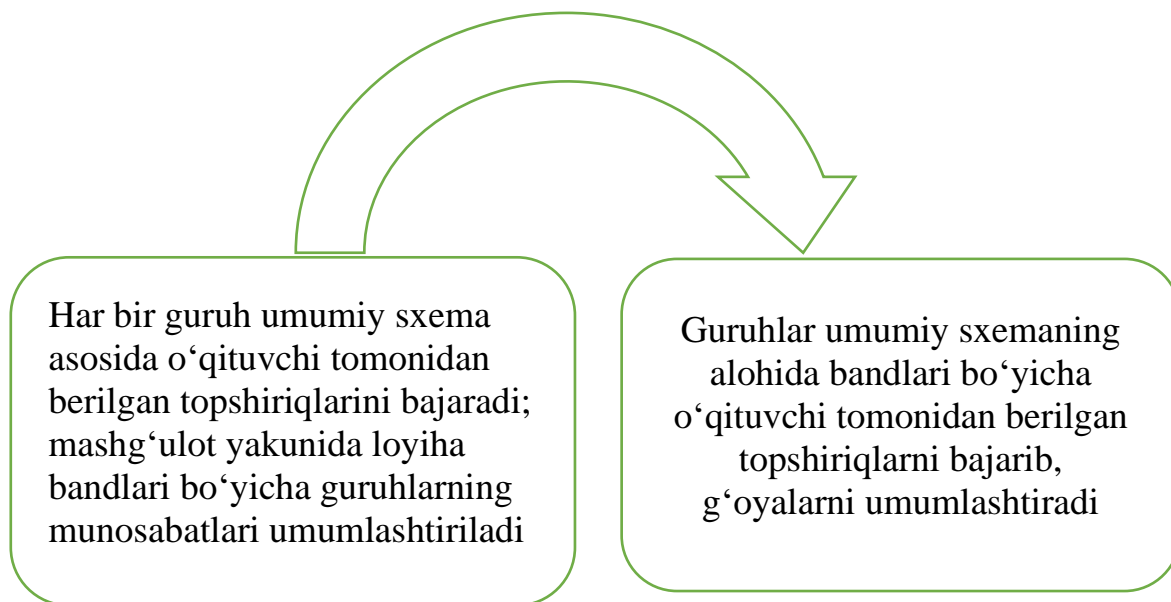 Har bir guruh umumiy sxema
asosida o‘qituvchi tomonidan
berilgan topshiriqlarini bajaradi;
mashg‘ulot yakunida loyiha
bandlari bo‘yicha guruhlarning
munosabatlari umumlashtiriladi
Guruhlar umumiy sxemaning
alohida bandlari bo‘yicha
o‘qituvchi tomonidan berilgan
topshiriqlarni bajarib,
g‘oyalarni umumlashtiradi